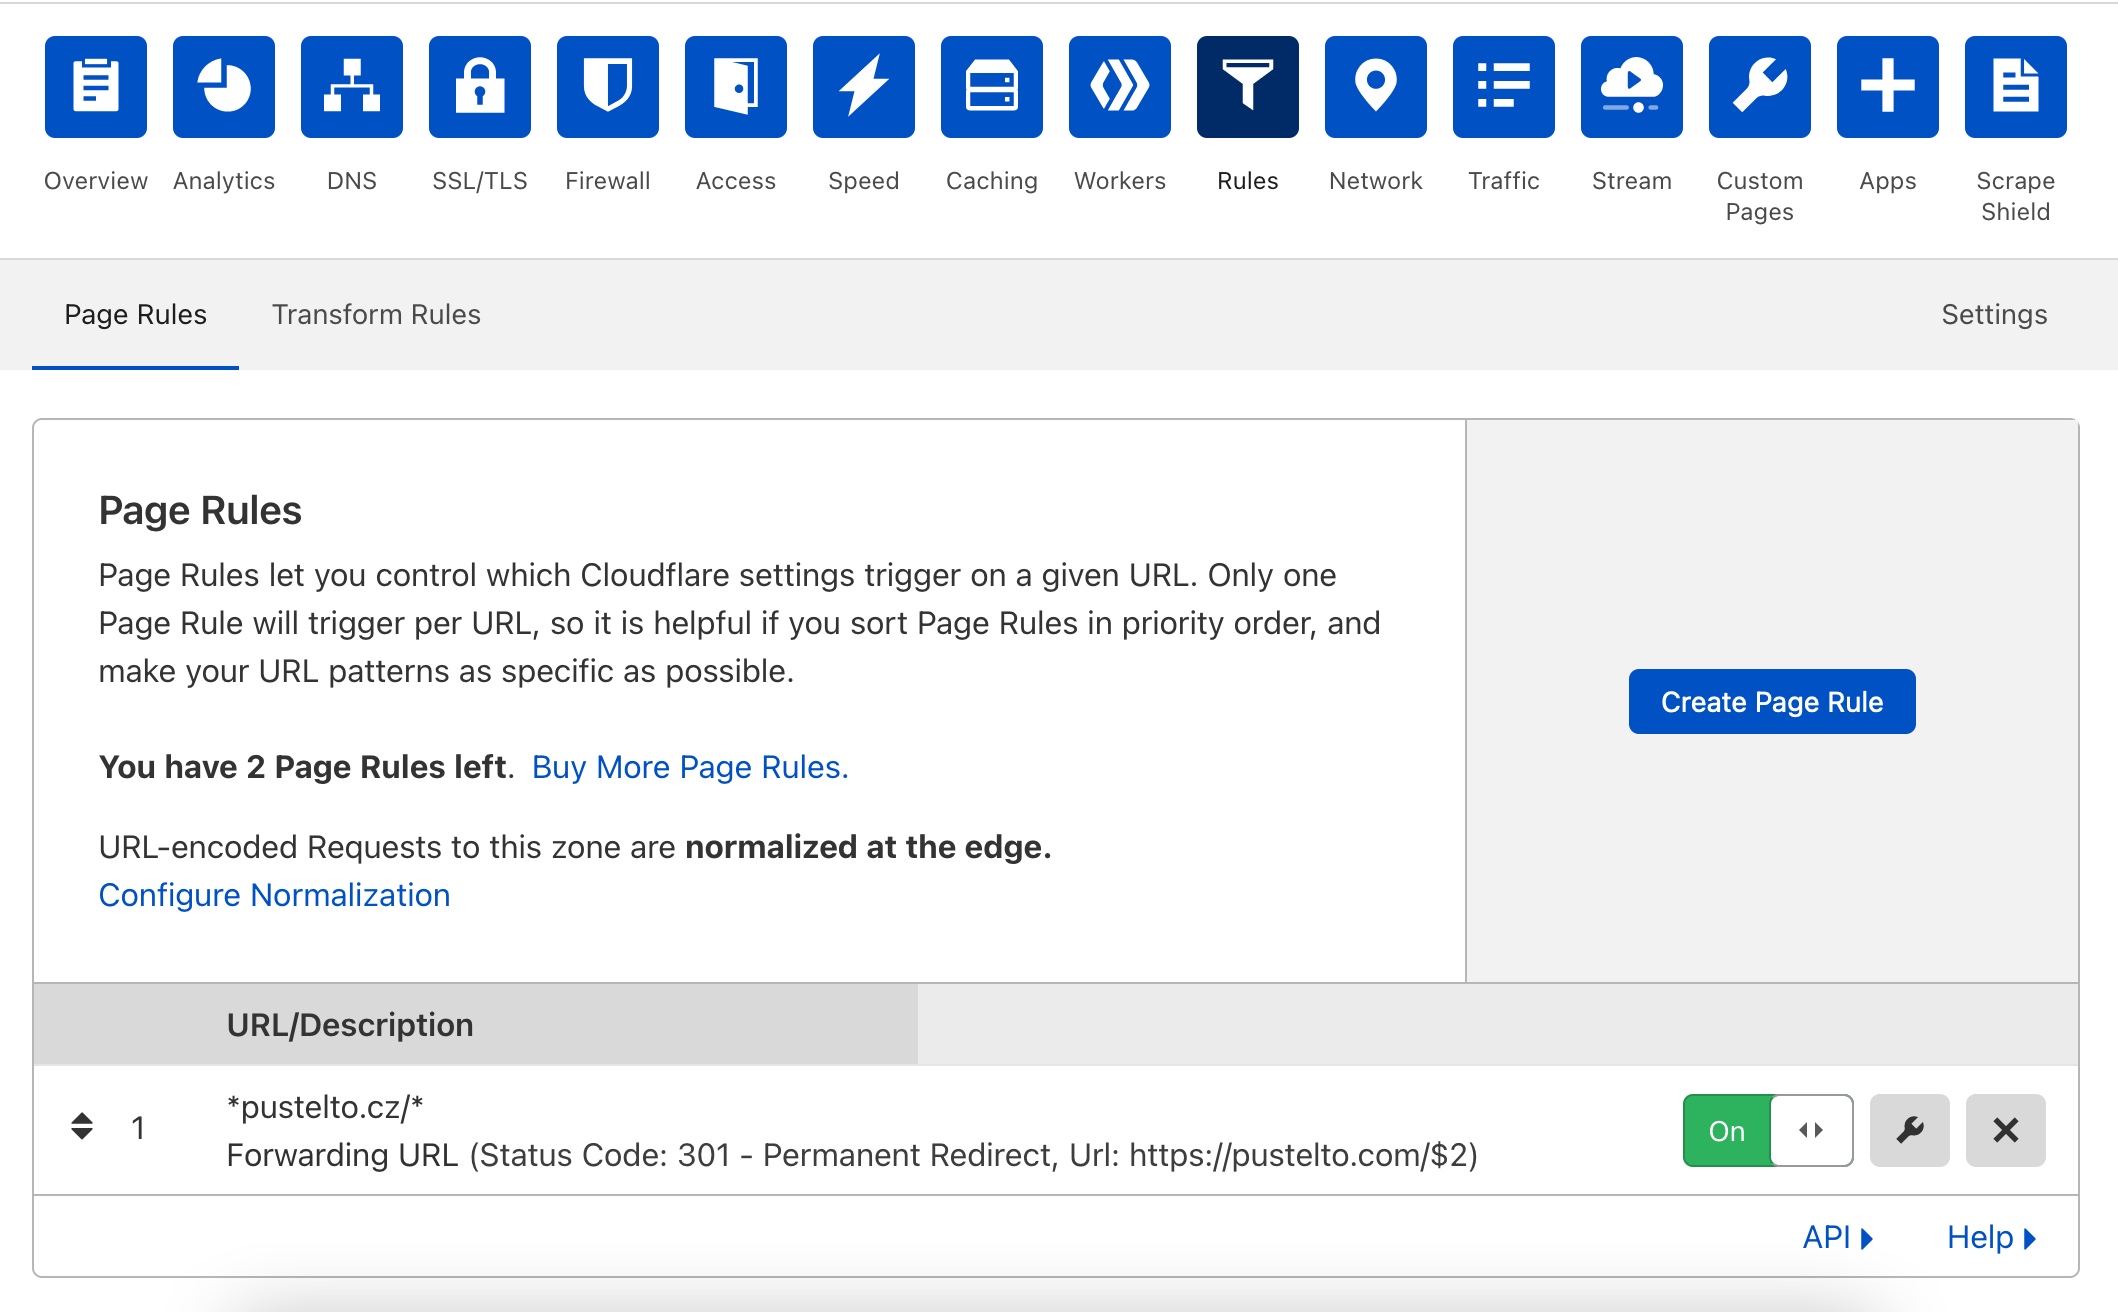 Overview Analytics DNS SSL/TLS Firewall Access Speed Caching Workers Rules Network Traffic Stream Custom Pages Apps Scrape Shield
Page Rules Transform Rules Settings
Page Rules
Page Rules let you control which Cloudflare settings trigger on a given URL. Only one
Page Rule will trigger per URL, so it is helpful if you sort Page Rules in priority order, and
make your URL patterns as specific as possible.
You have 2 Page Rules left. Buy More Page Rules.
URL-encoded Requests to this zone are normalized at the edge.
Configure Normalization
Create Page Rule
URL/Description
1
*pustelto.cz/*
Forwarding URL (Status Code: 301 - Permanent Redirect, Url: https://pustelto.com/$2)
On
API Help